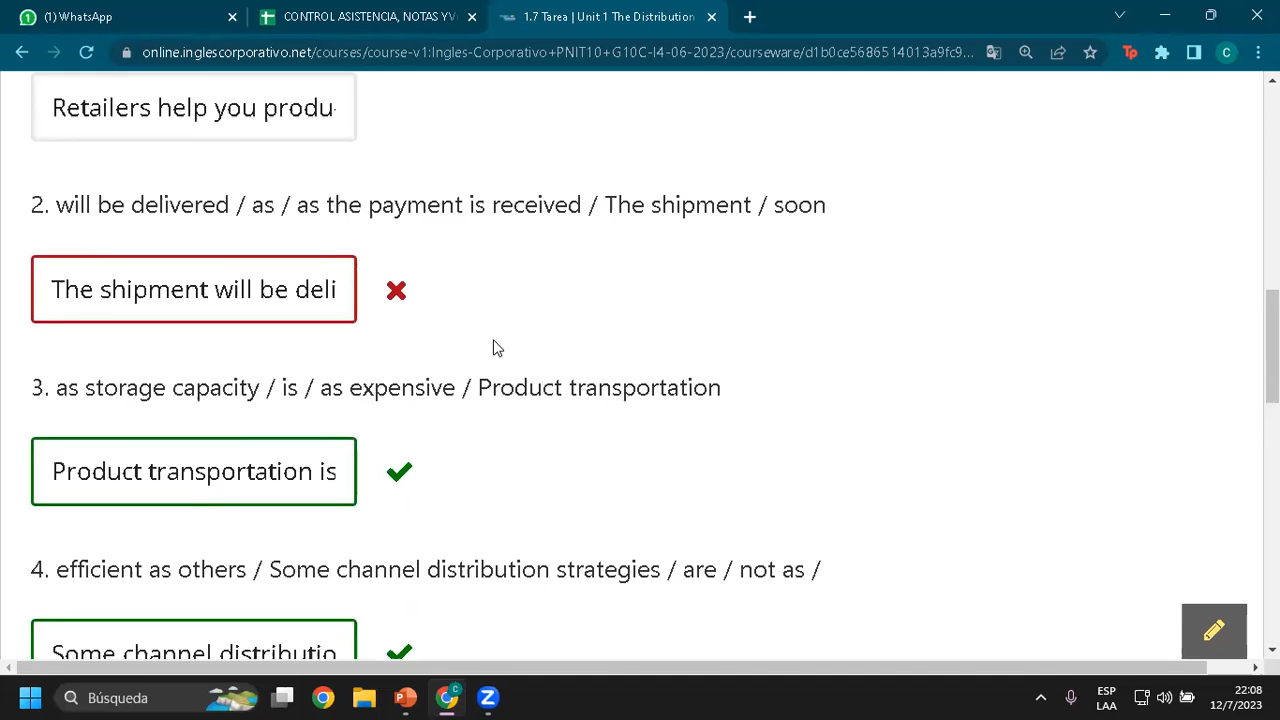 (1) WhatsApp
CONTROL ASISTENCIA, NOTAS YV
1.7 Tarea | Unit 1 The Distribution
online.inglescorporativo.net/courses/course-v1:Ingles-Corporativo+PNIT10+G10C-I4-06-2023/courseware/d1b0ce5686514013a9fc9...
Retailers help you produ
2. will be delivered / as / as the payment is received / The shipment / soon
The shipment will be deli
3. as storage capacity / is / as expensive / Product transportation
Product transportation is
4. efficient as others / Some channel distribution strategies / are / not as /
Some channel distributio
Búsqueda
ESP
LAA
22:08
12/7/2023